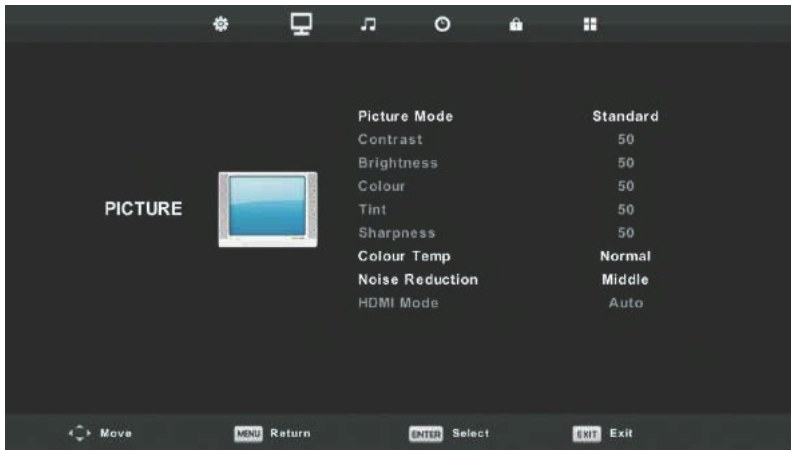 Picture Mode Standard
Contrast 50
Brightness 50
Colour 50
PICTURE
Tint 50
Sharpness 50
Colour Temp Normal
Noise Reduction Middle
HDMI Mode Auto
Move MENU Return ENTER Select EXIT Exit